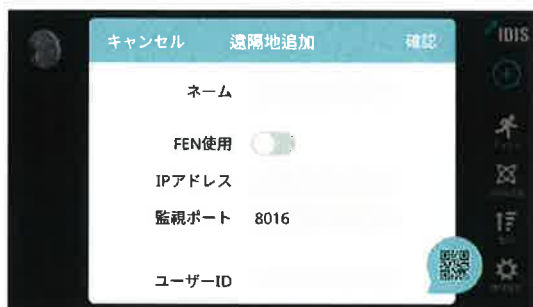 キャンセル 遠隔地追加 確認
IDIS
ネーム
FEN使用
IPアドレス
監視ポート 8016
ユーザーID